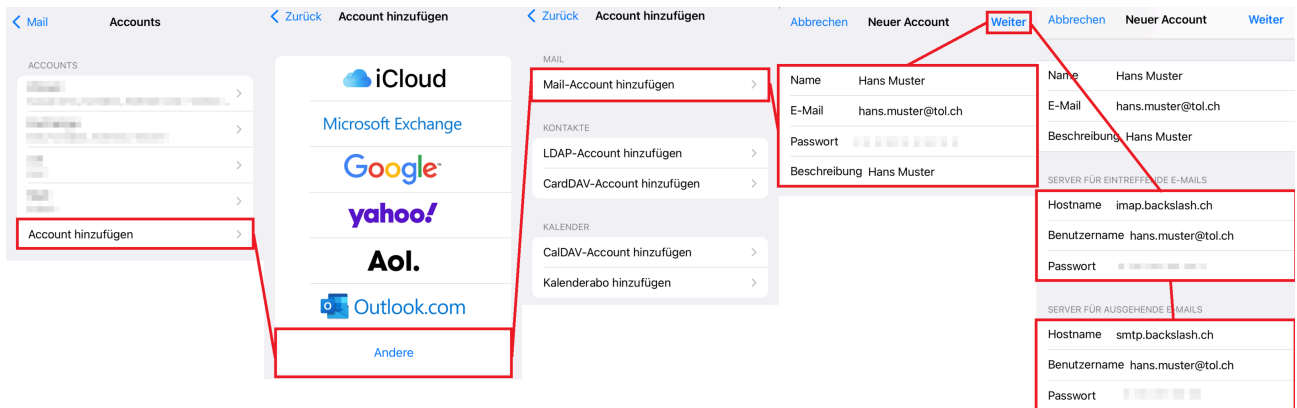 Mail
Accounts
ACCOUNTS
Account hinzufügen
Zurück
Account hinzufügen
iCloud
Microsoft Exchange
Google
yahoo!
Aol.
Outlook.com
Andere
Zurück
Account hinzufügen
MAIL
Mail-Account hinzufügen
KONTAKTE
LDAP-Account hinzufügen
CardDAV-Account hinzufügen
KALENDER
CalDAV-Account hinzufügen
Kalenderabo hinzufügen
Abbrechen
Neuer Account
Weiter
Name Hans Muster
E-Mail hans.muster@tol.ch
Passwort
Beschreibung Hans Muster
Abbrechen
Neuer Account
Weiter
Name Hans Muster
E-Mail hans.muster@tol.ch
Beschreibung Hans Muster
SERVER FÜR EINTREFFENDE E-MAILS
Hostname imap.backslash.ch
Benutzername hans.muster@tol.ch
Passwort
SERVER FÜR AUSGEHENDE E-MAILS
Hostname smtp.backslash.ch
Benutzername hans.muster@tol.ch
Passwort